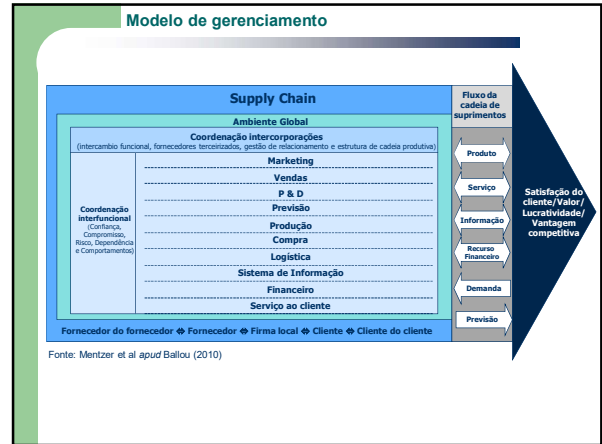 Modelo de gerenciamento
Supply Chain
Ambiente Global
Coordenação intercorporações
(intercambio funcional, fornecedores terceirizados, gestão de relacionamento e estrutura de cadeia produtiva)
Coordenação
interfuncional
(Confiança,
Compromisso,
Risco, Dependência
e Comportamentos)
Marketing
Vendas
P & D
Previsão
Produção
Compra
Logística
Sistema de Informação
Financeiro
Serviço ao cliente
Fornecedor do fornecedor ⇔ Fornecedor ⇔ Firma local ⇔ Cliente ⇔ Cliente do cliente
Fluxo da
cadeia de
suprimentos
Produto
Serviço
Informação
Recurso
Financeiro
Demanda
Previsão
Satisfação do
cliente/Valor/
Lucratividade/
Vantagem
competitiva
Fonte: Mentzer et al apud Ballou (2010)